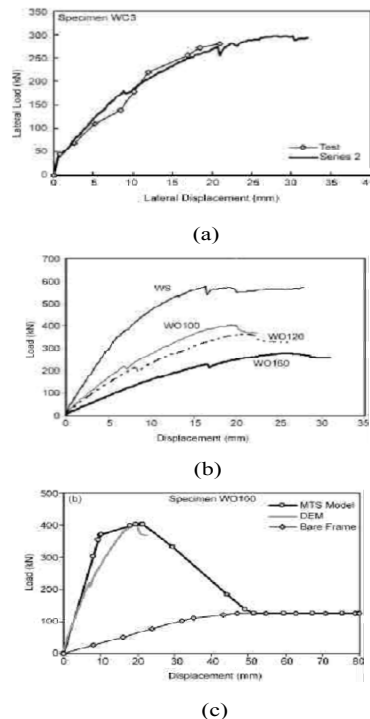 Specimen WC3
350
300
250
200
150
100
50
0
Lateral Load (kN)
Test
Series 2
0 5 10 15 20 25 30 35
Lateral Displacement (mm)
(a)
700
600
500
400
300
200
100
0
Load (kN)
WS
WO100
WO120
WO160
0 5 10 15 20 25 30 35
Displacement (mm)
(b)
(b) Specimen WO100
500
400
300
200
100
0
Load (kN)
MTS Model
DEM
Bare Frame
0 10 20 30 40 50 60 70 80
Displacement (mm)
(c)